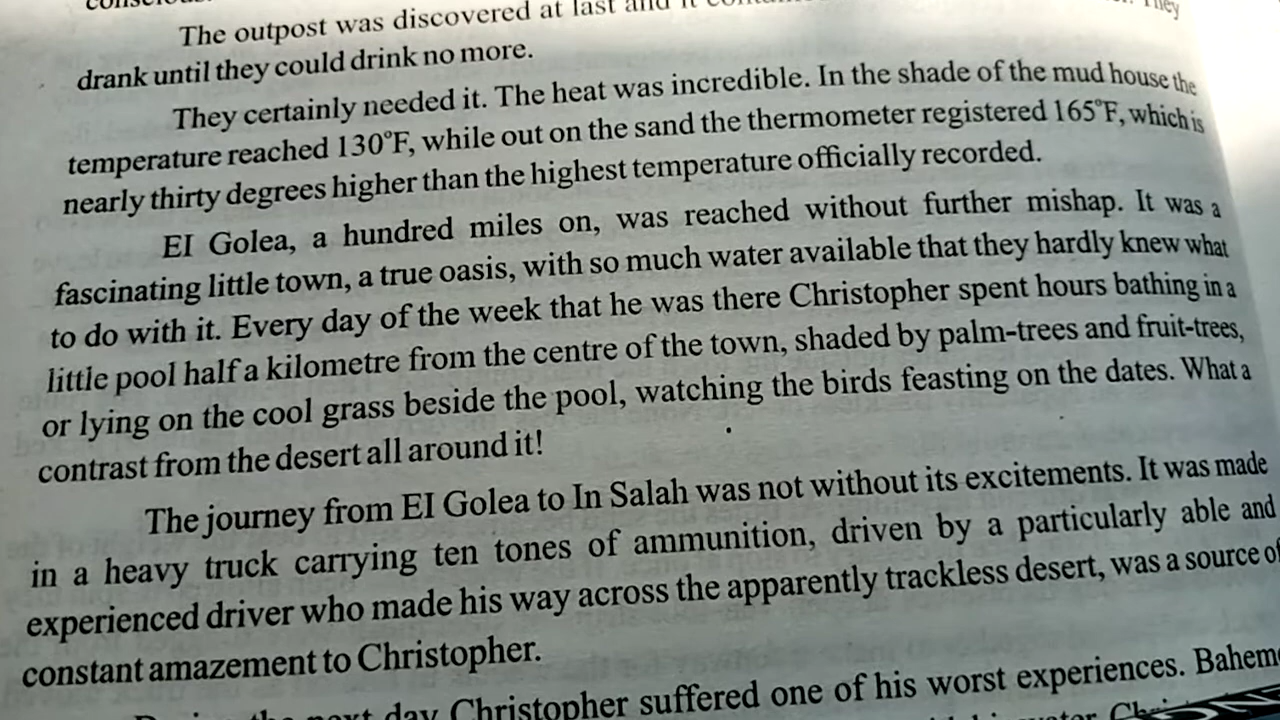 The outpost was discovered at last and it They
drank until they could drink no more.
They certainly needed it. The heat was incredible. In the shade of the mud house the
temperature reached 130°F, while out on the sand the thermometer registered 165°F, which is
nearly thirty degrees higher than the highest temperature officially recorded.
EI Golea, a hundred miles on, was reached without further mishap. It was a
fascinating little town, a true oasis, with so much water available that they hardly knew what
to do with it. Every day of the week that he was there Christopher spent hours bathing in a
little pool half a kilometre from the centre of the town, shaded by palm-trees and fruit-trees,
or lying on the cool grass beside the pool, watching the birds feasting on the dates. What a
contrast from the desert all around it!
The journey from EI Golea to In Salah was not without its excitements. It was made
in a heavy truck carrying ten tones of ammunition, driven by a particularly able and
experienced driver who made his way across the apparently trackless desert, was a source of
constant amazement to Christopher.
the next day Christopher suffered one of his worst experiences.